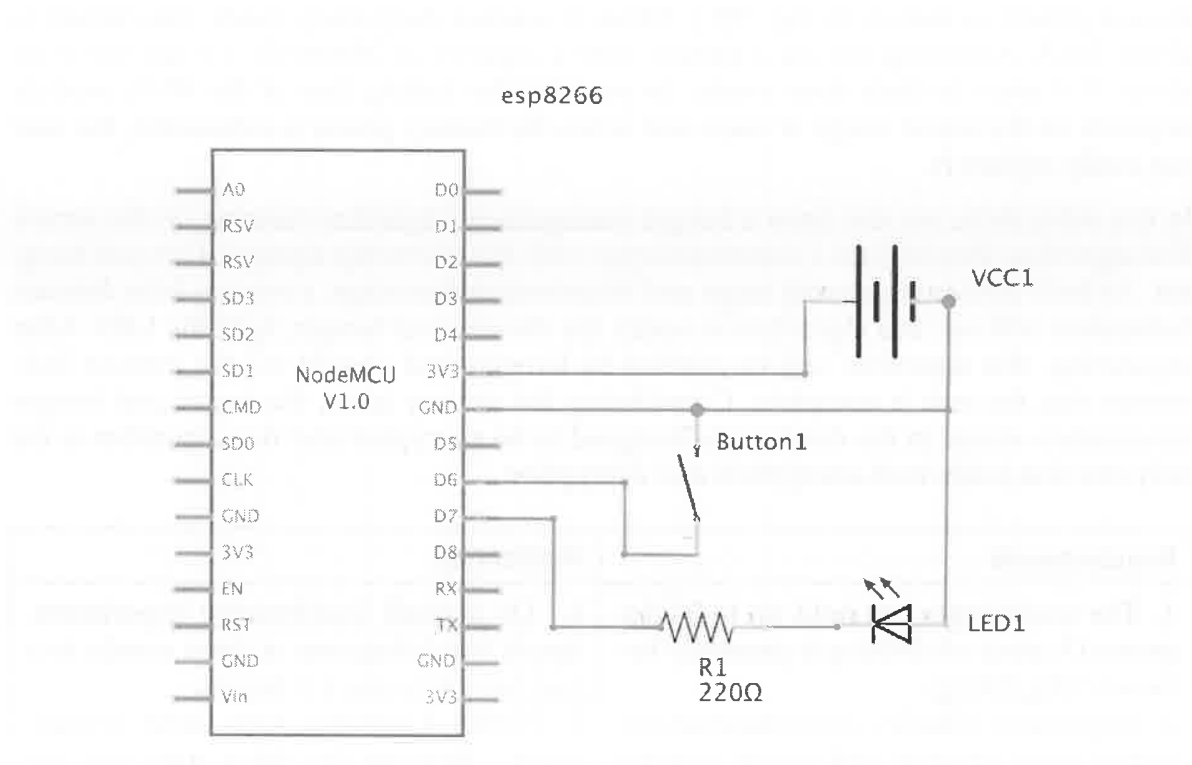 esp8266
A0
RSV
RSV
SD3
SD2
SD1
CMD
SD0
CLK
GND
3V3
EN
RST
GND
Vin
NodeMCU
V1.0
D0
D1
D2
D3
D4
3V3
GND
D5
D6
D7
D8
RX
TX
GND
3V3
VCC1
Button1
LED1
R1
220Ω